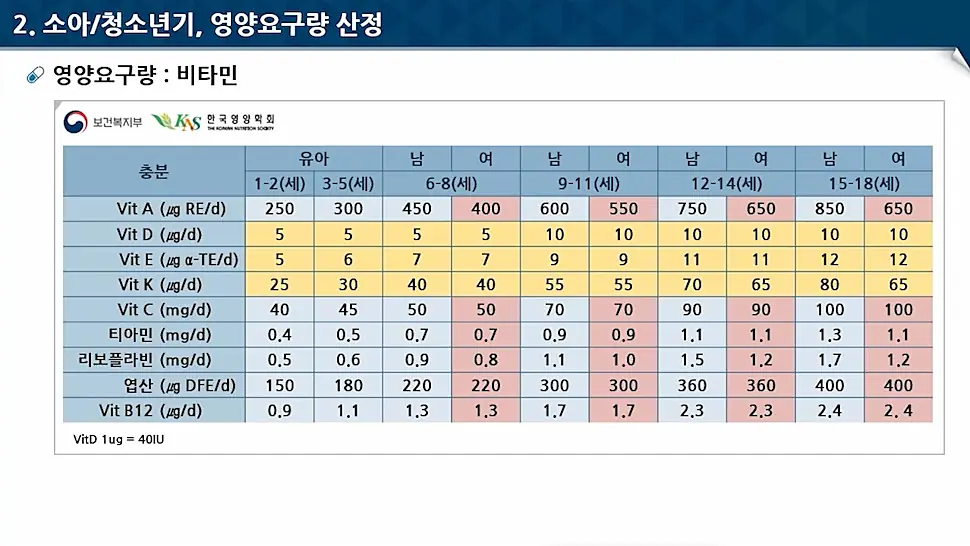 2. 소아/청소년기, 영양요구량 산정
영양요구량 : 비타민
보건복지부 KNS 한국영양학회
THE KOREAN NUTRITION SOCIETY
충분 유아 남 여 남 여 남 여 남 여
1-2(세) 3-5(세) 6-8(세) 9-11(세) 12-14(세) 15-18(세)
Vit A (㎍ RE/d) 250 300 450 400 600 550 750 650 850 650
Vit D (㎍/d) 5 5 5 5 10 10 10 10 10 10
Vit E (㎍ α-TE/d) 5 6 7 7 9 9 11 11 12 12
Vit K (㎍/d) 25 30 40 40 55 55 70 65 80 65
Vit C (mg/d) 40 45 50 50 70 70 90 90 100 100
티아민 (mg/d) 0.4 0.5 0.7 0.7 0.9 0.9 1.1 1.1 1.3 1.1
리보플라빈 (mg/d) 0.5 0.6 0.9 0.8 1.1 1.0 1.5 1.2 1.7 1.2
엽산 (㎍ DFE/d) 150 180 220 220 300 300 360 360 400 400
Vit B12 (㎍/d) 0.9 1.1 1.3 1.3 1.7 1.7 2.3 2.3 2.4 2. 4
VitD 1ug = 40IU